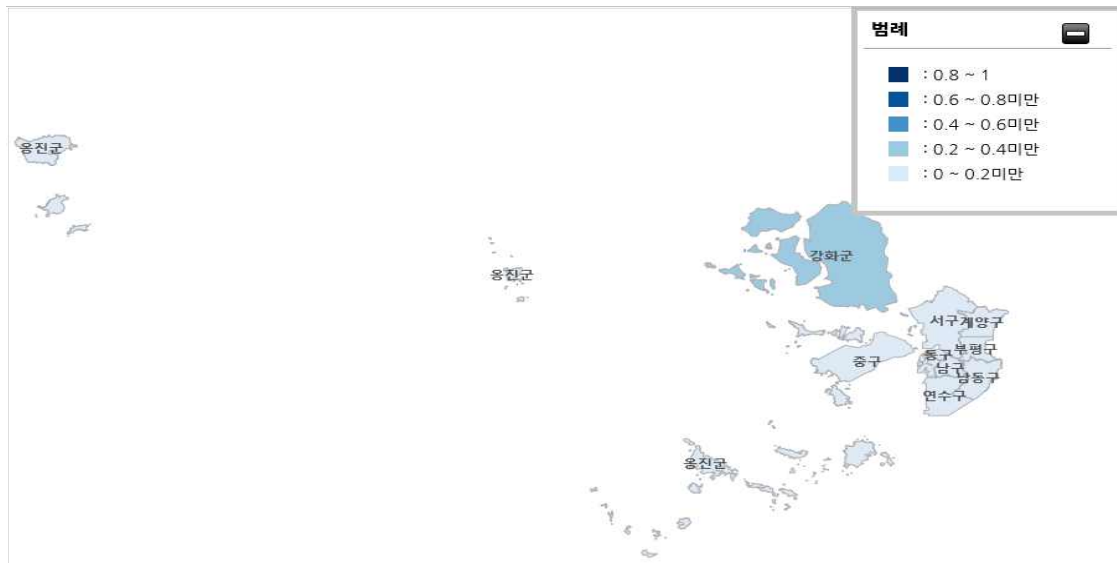 범례
: 0.8 ~ 1
: 0.6 ~ 0.8미만
: 0.4 ~ 0.6미만
: 0.2 ~ 0.4미만
: 0 ~ 0.2미만
옹진군
강화군
옹진군
서구
계양구
동구
부평구
중구
남구
남동구
연수구
옹진군